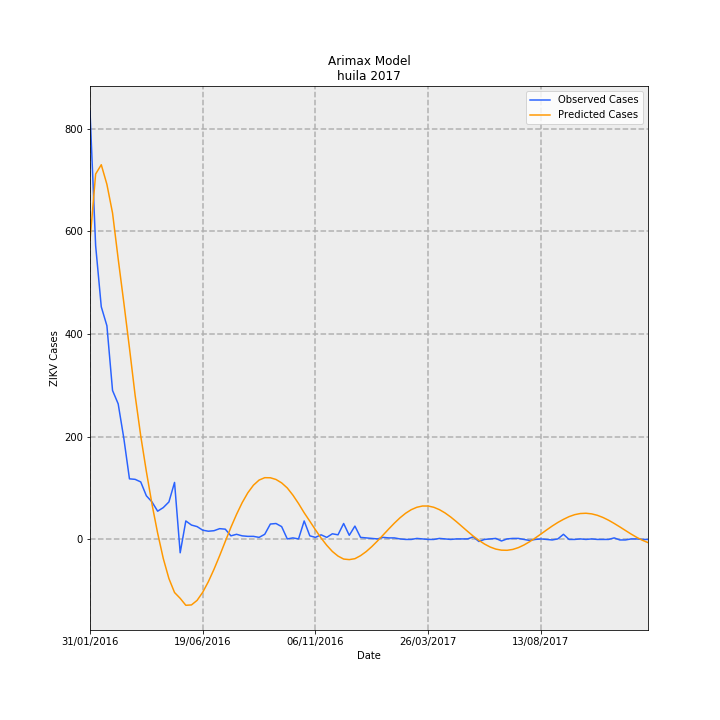 Arimax Model
huila 2017
Observed Cases
Predicted Cases
800
600
400
200
0
ZIKV Cases
31/01/2016
19/06/2016
06/11/2016
26/03/2017
13/08/2017
Date